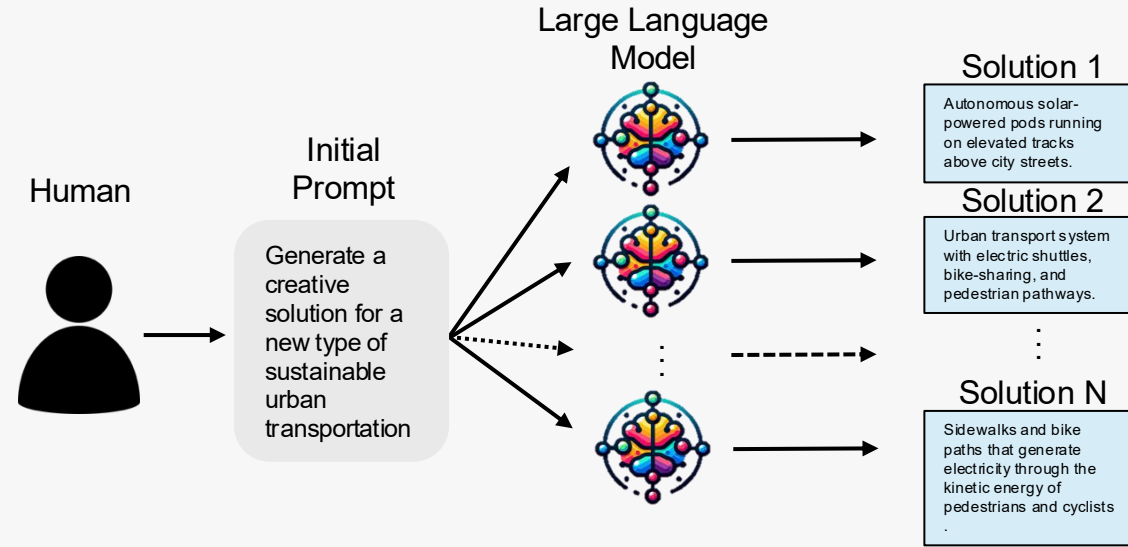 Large Language
Model
Human
Initial
Prompt
Generate a
creative
solution for a
new type of
sustainable
urban
transportation
Solution 1
Autonomous solar-
powered pods running
on elevated tracks
above city streets.
Solution 2
Urban transport system
with electric shuttles,
bike-sharing, and
pedestrian pathways.
Solution N
Sidewalks and bike
paths that generate
electricity through the
kinetic energy of
pedestrians and cyclists
.